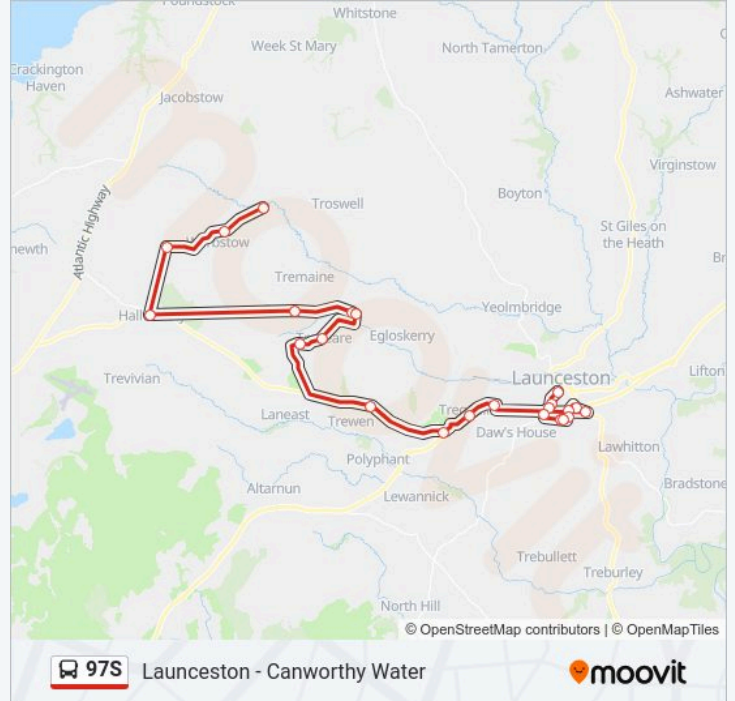 Poundstock
Whitstone
Week St Mary
North Tamerton
Crackington
Haven
Jacobstow
Ashwater
Virginstow
Boyton
Troswell
Atlantic Highway
St Giles on
the Heath
newth
Tremaine
Yeolmbridge
Egloskerry
Launceston
Lifton
Trevivian
Laneast
Trewen
Daw's House
Lawhitton
Polyphant
Altarnun
Lewannick
Bradstone
Trebullett
Treburley
North Hill
moovit
© OpenStreetMap contributors | © OpenMapTiles
97S Launceston - Canworthy Water
moovit